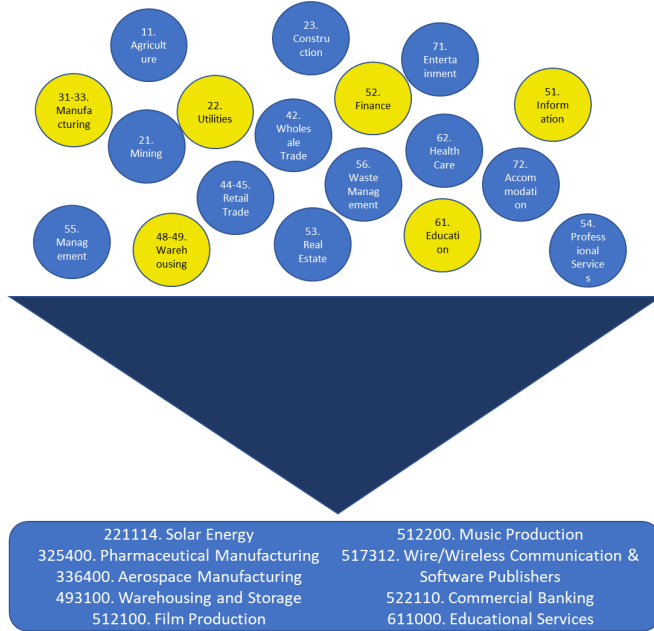 11.
Agricult
ure
23.
Constru
ction
71.
Enterta
inment
31-33.
Manufa
cturing
22.
Utilities
52.
Finance
51.
Inform
ation
21.
Mining
42.
Whole
sale
Trade
62.
Health
Care
44-45.
Retail
Trade
56.
Waste
Manag
ement
72.
Accom
modati
on
55.
Manag
ement
48-49.
Wareh
ousing
53.
Real
Estate
61.
Educati
on
54.
Profess
ional
Service
s
221114. Solar Energy
325400. Pharmaceutical Manufacturing
336400. Aerospace Manufacturing
493100. Warehousing and Storage
512100. Film Production
512200. Music Production
517312. Wire/Wireless Communication &
Software Publishers
522110. Commercial Banking
611000. Educational Services